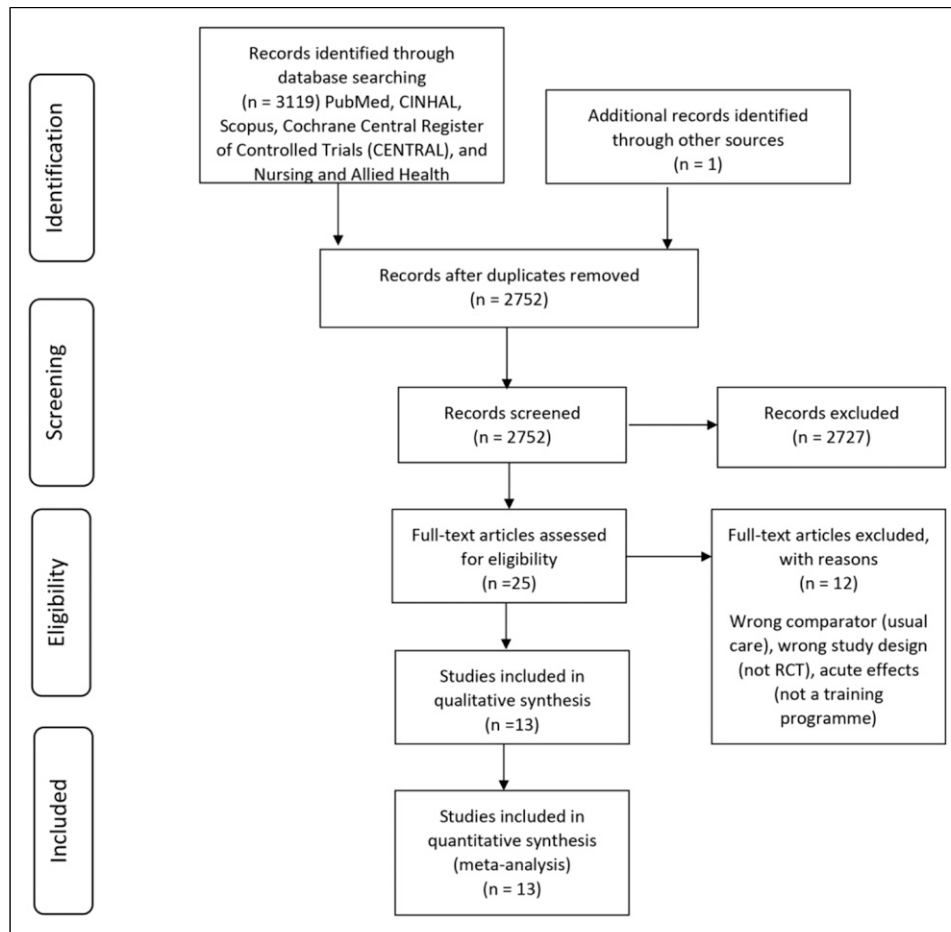 Identification
Records identified through
database searching
(n = 3119) PubMed, CINHAL,
Scopus, Cochrane Central Register
of Controlled Trials (CENTRAL), and
Nursing and Allied Health
Additional records identified
through other sources
(n = 1)
Records after duplicates removed
(n = 2752)
Screening
Records screened
(n = 2752)
Records excluded
(n = 2727)
Eligibility
Full-text articles assessed
for eligibility
(n =25)
Full-text articles excluded,
with reasons
(n = 12)
Wrong comparator (usual
care), wrong study design
(not RCT), acute effects
(not a training
programme)
Studies included in
qualitative synthesis
(n =13)
Included
Studies included in
quantitative synthesis
(meta-analysis)
(n = 13)